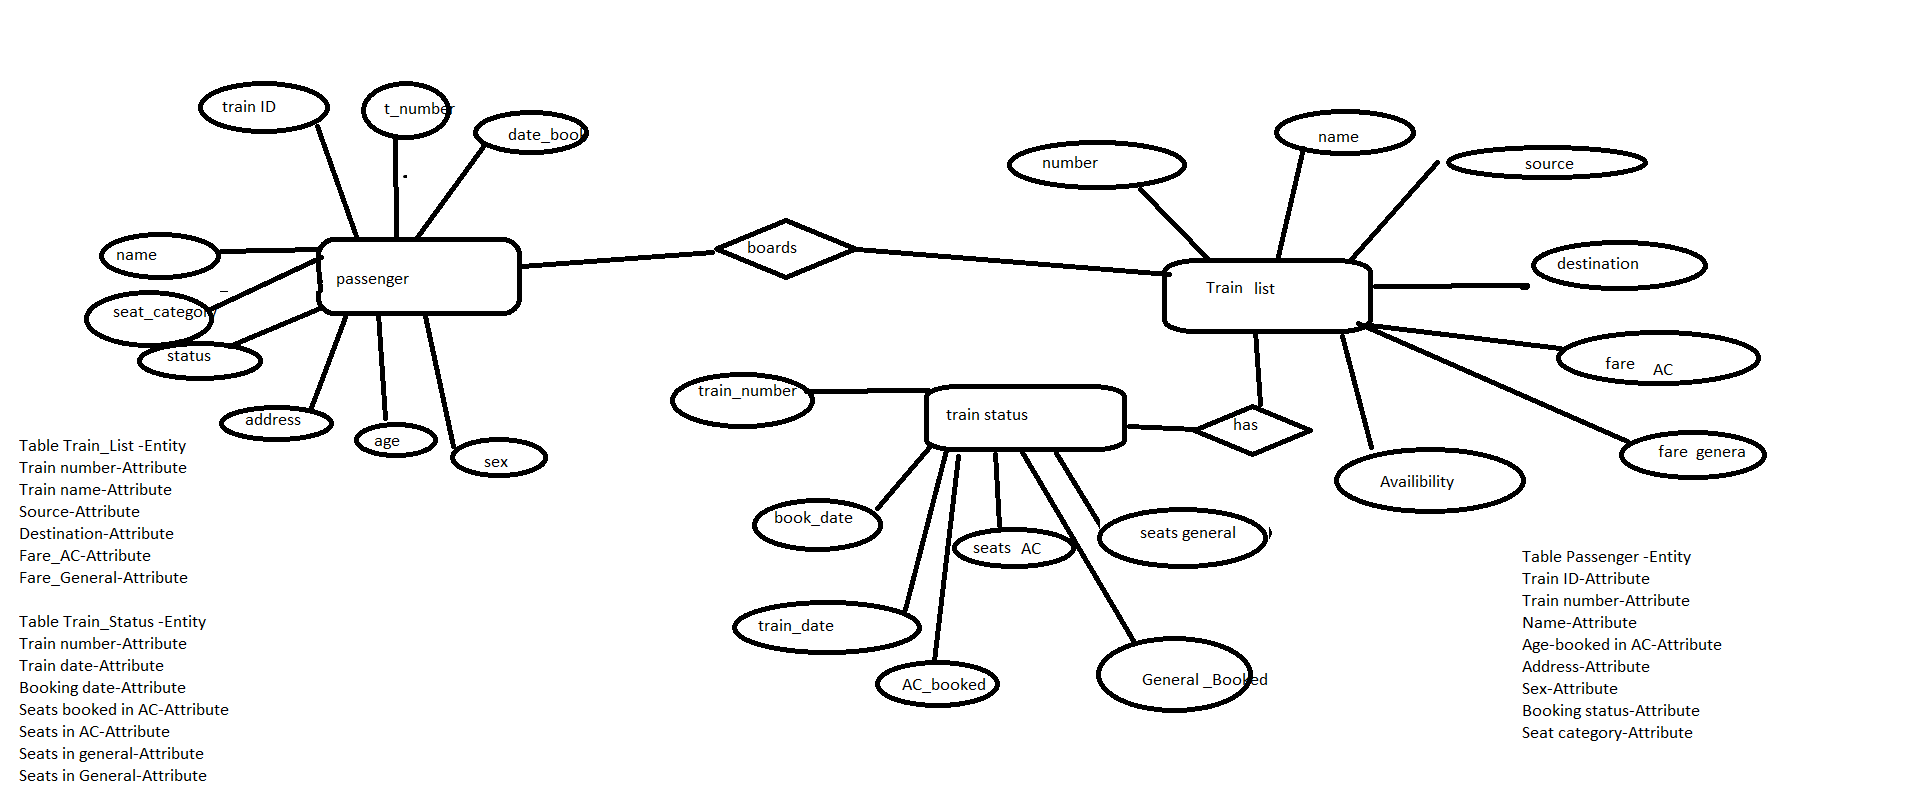 train ID
t_number
date_book
name
seat_category
status
address
age
sex
passenger
boards
number
name
source
destination
fare AC
fare genera
Availibility
Train list
has
train status
train_number
book_date
train_date
AC_booked
seats AC
General _Booked
seats general
Table Train_List -Entity
Train number-Attribute
Train name-Attribute
Source-Attribute
Destination-Attribute
Fare_AC-Attribute
Fare_General-Attribute
Table Train_Status -Entity
Train number-Attribute
Train date-Attribute
Booking date-Attribute
Seats booked in AC-Attribute
Seats in AC-Attribute
Seats in general-Attribute
Seats in General-Attribute
Table Passenger -Entity
Train ID-Attribute
Train number-Attribute
Name-Attribute
Age-booked in AC-Attribute
Address-Attribute
Sex-Attribute
Booking status-Attribute
Seat category-Attribute